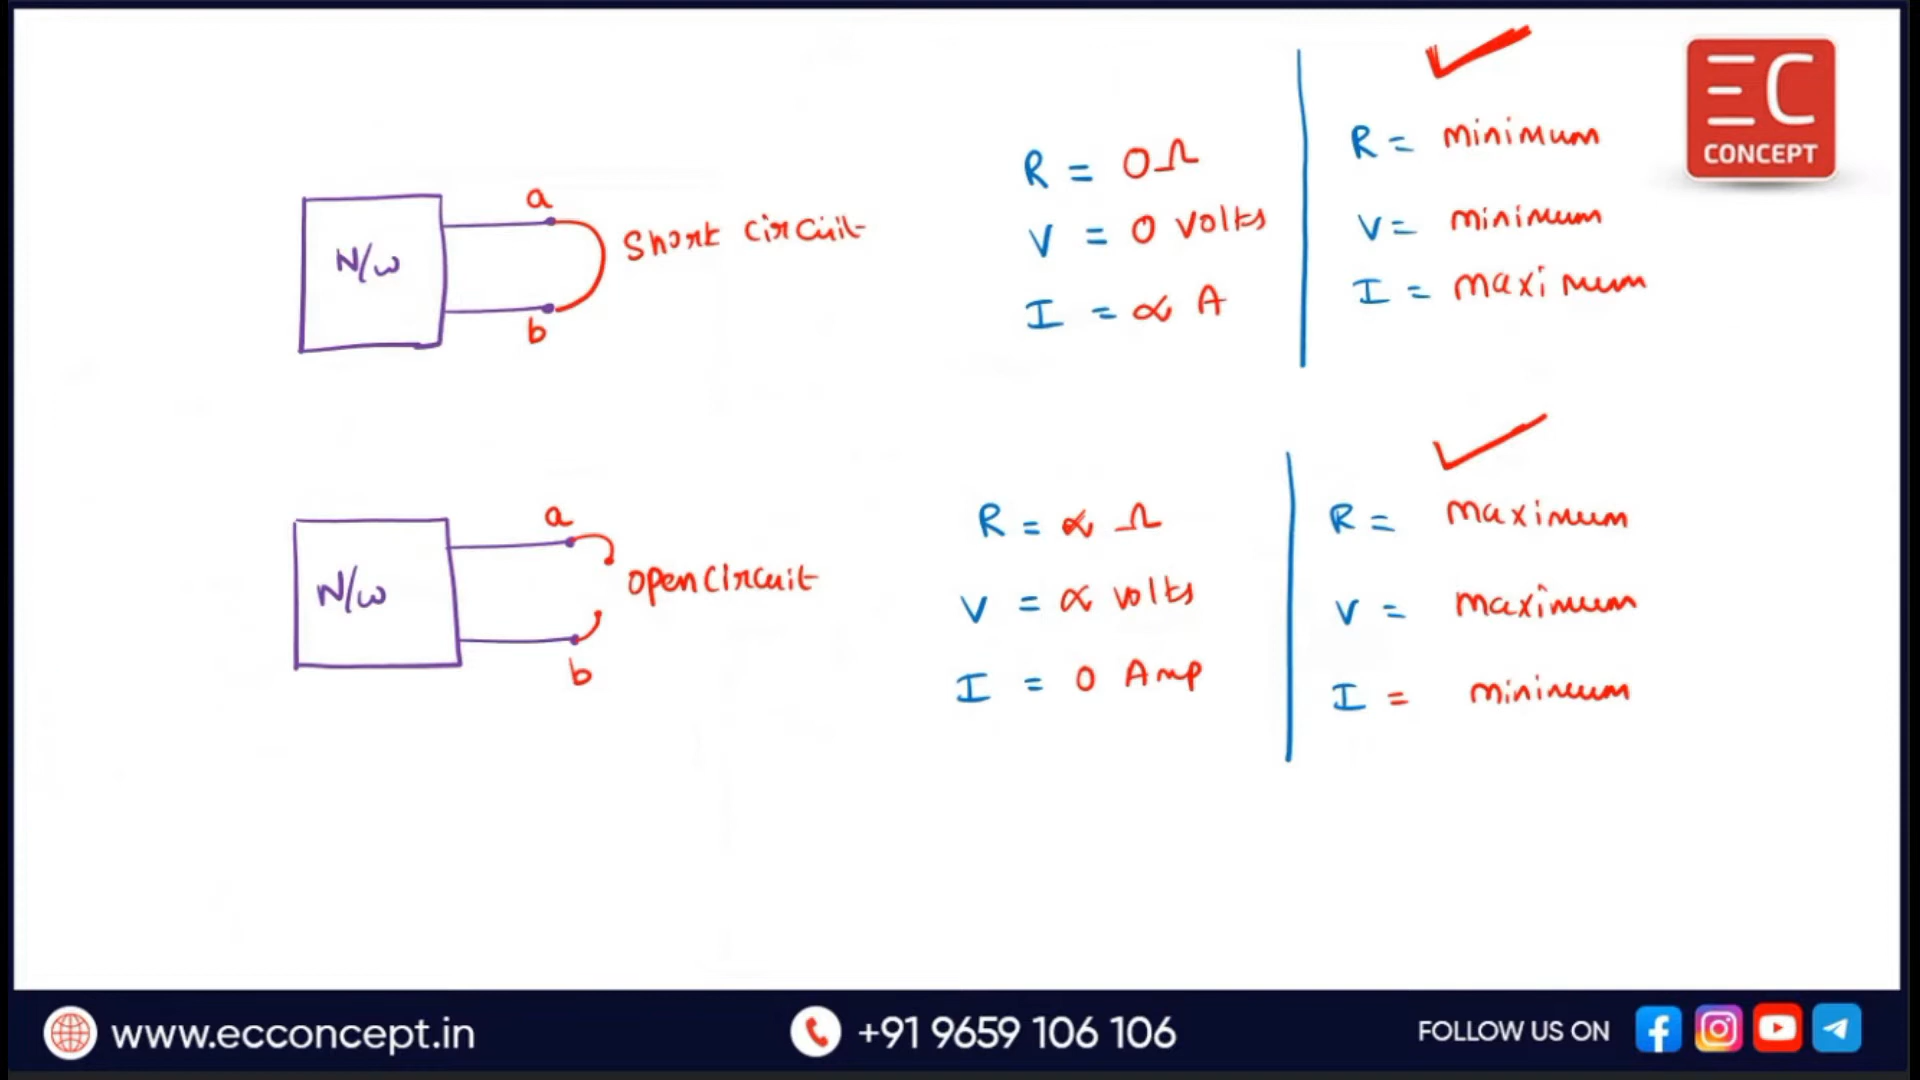 EC
CONCEPT
N/w
a
b
Short circuit
R = 0 Ω
V = 0 volts
I = ∝ A
R = minimum
V = minimum
I = maximum
N/w
a
b
open circuit
R = ∝ Ω
V = ∝ volts
I = 0 Amp
R = maximum
V = maximum
I = minimum
www.ecconcept.in
+91 9659 106 106
FOLLOW US ON